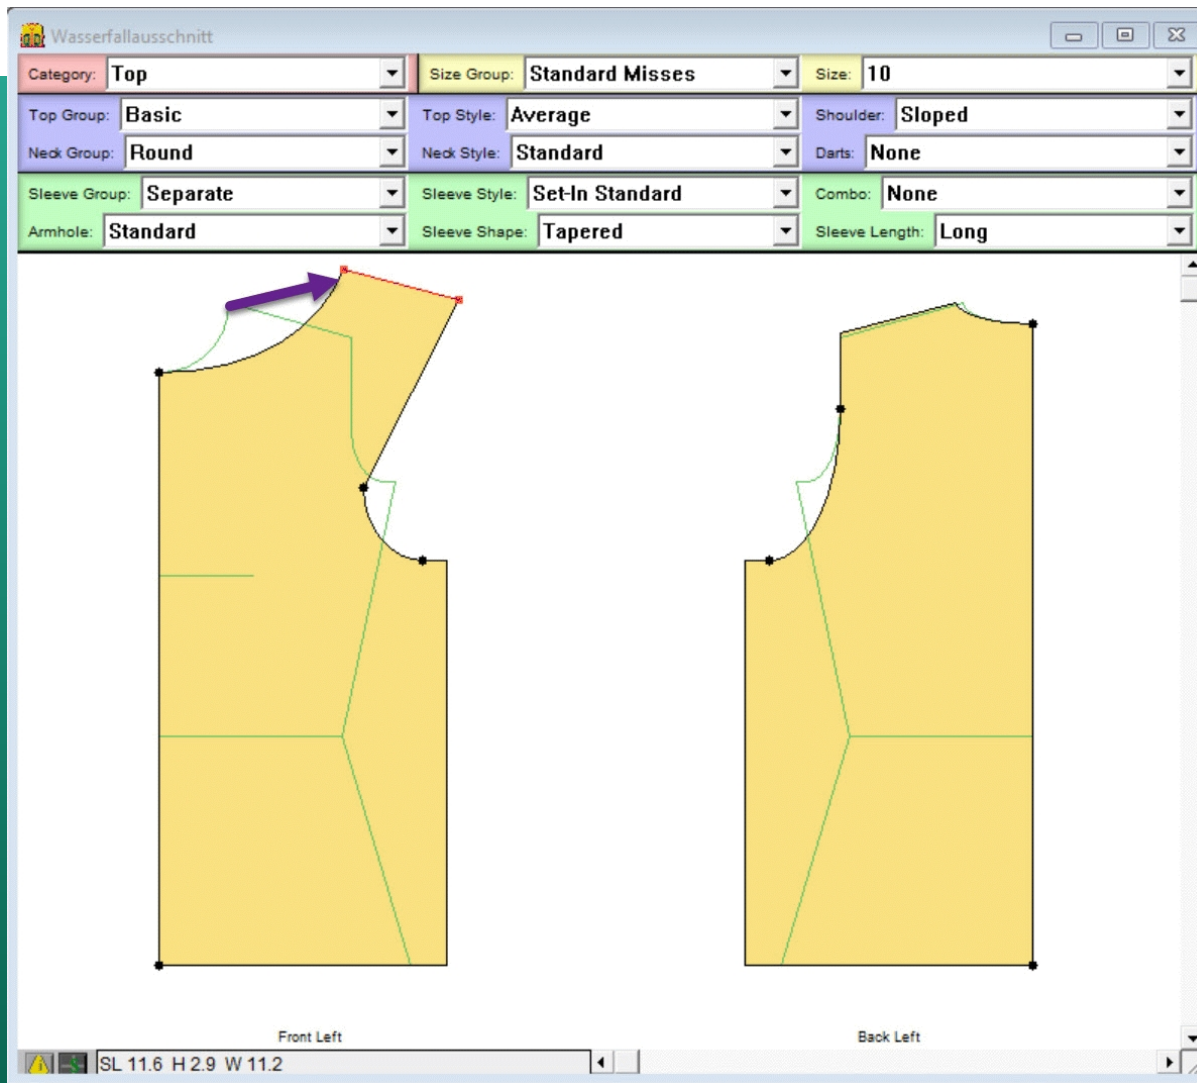 Wasserfallausschnitt
Category: Top Size Group: Standard Misses Size: 10
Top Group: Basic Top Style: Average Shoulder: Sloped
Neck Group: Round Neck Style: Standard Darts: None
Sleeve Group: Separate Sleeve Style: Set-In Standard Combo: None
Armhole: Standard Sleeve Shape: Tapered Sleeve Length: Long
Front Left Back Left
SL 11.6 H 2.9 W 11.2